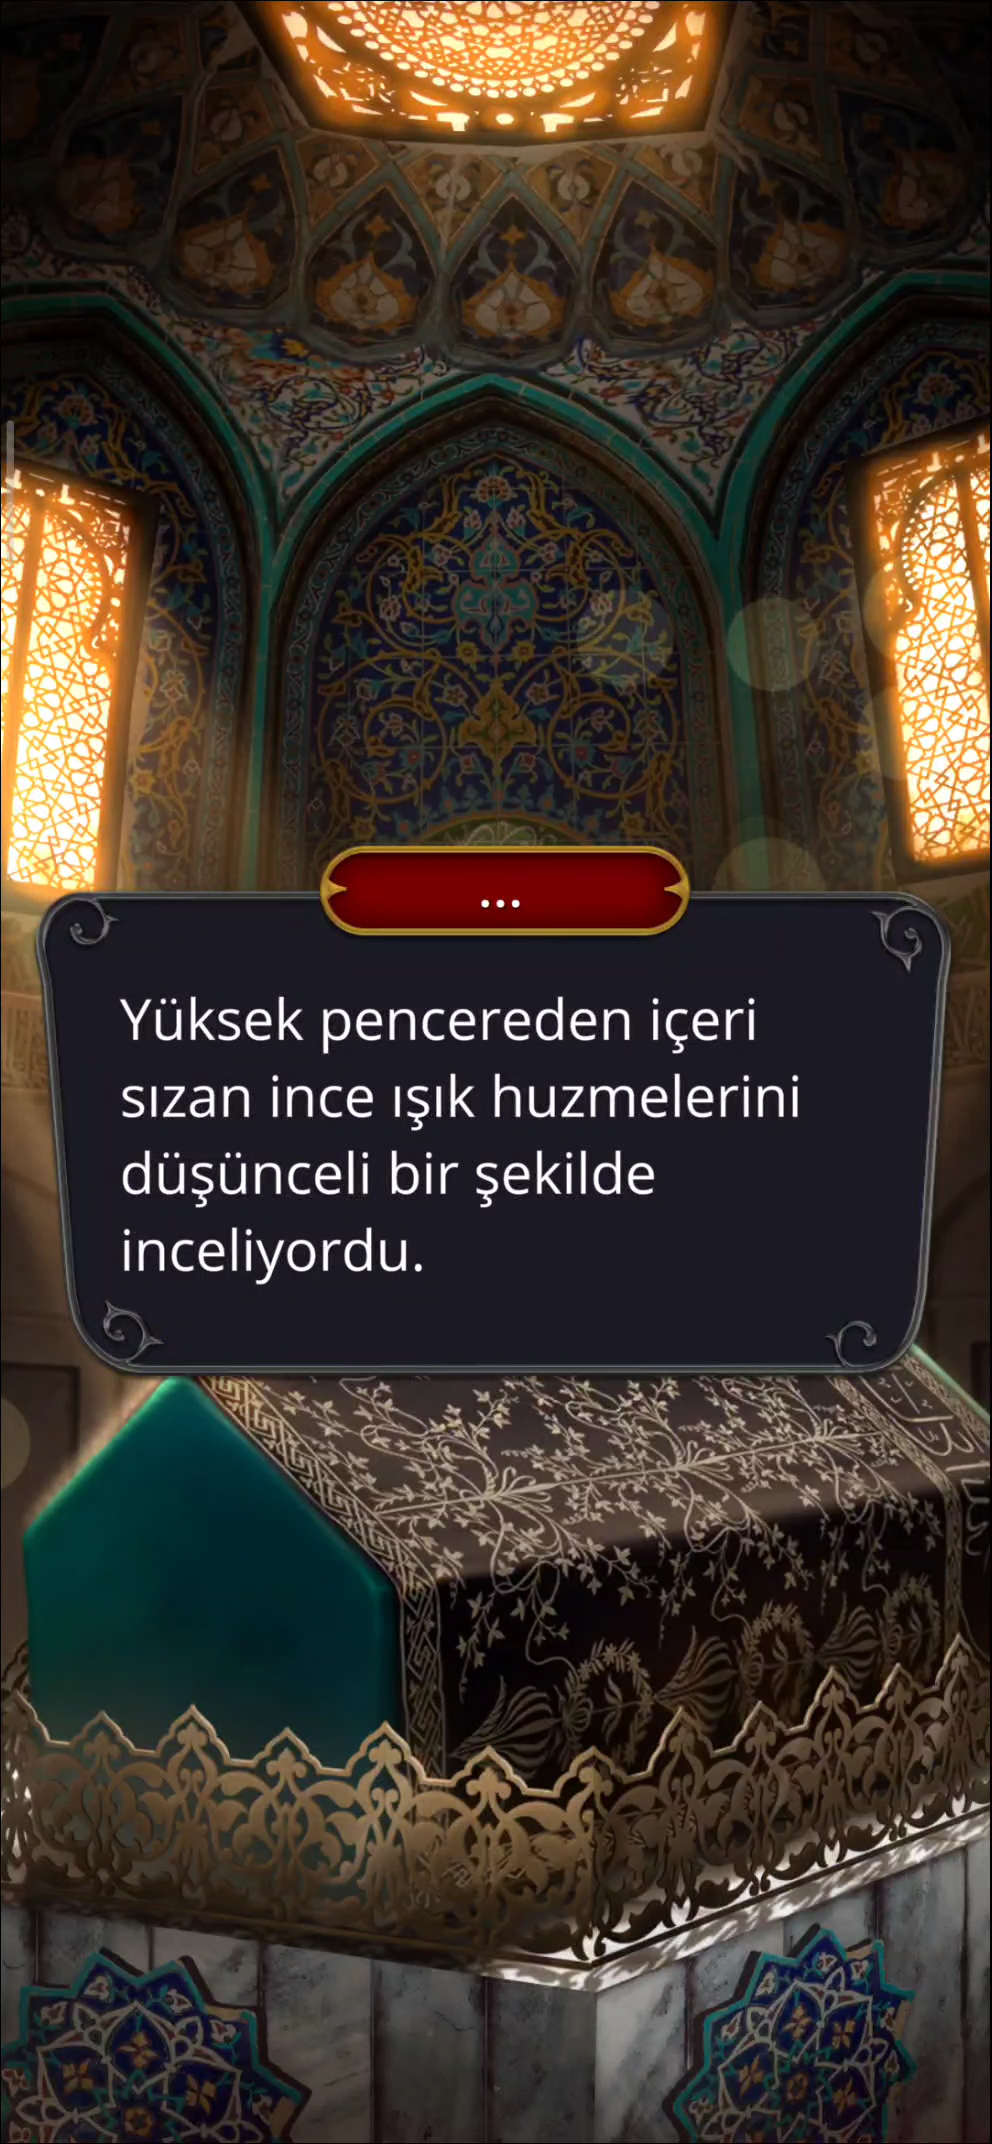 ...
Yüksek pencereden içeri
sızan ince ışık huzmelerini
düşünceli bir şekilde
inceliyordu.